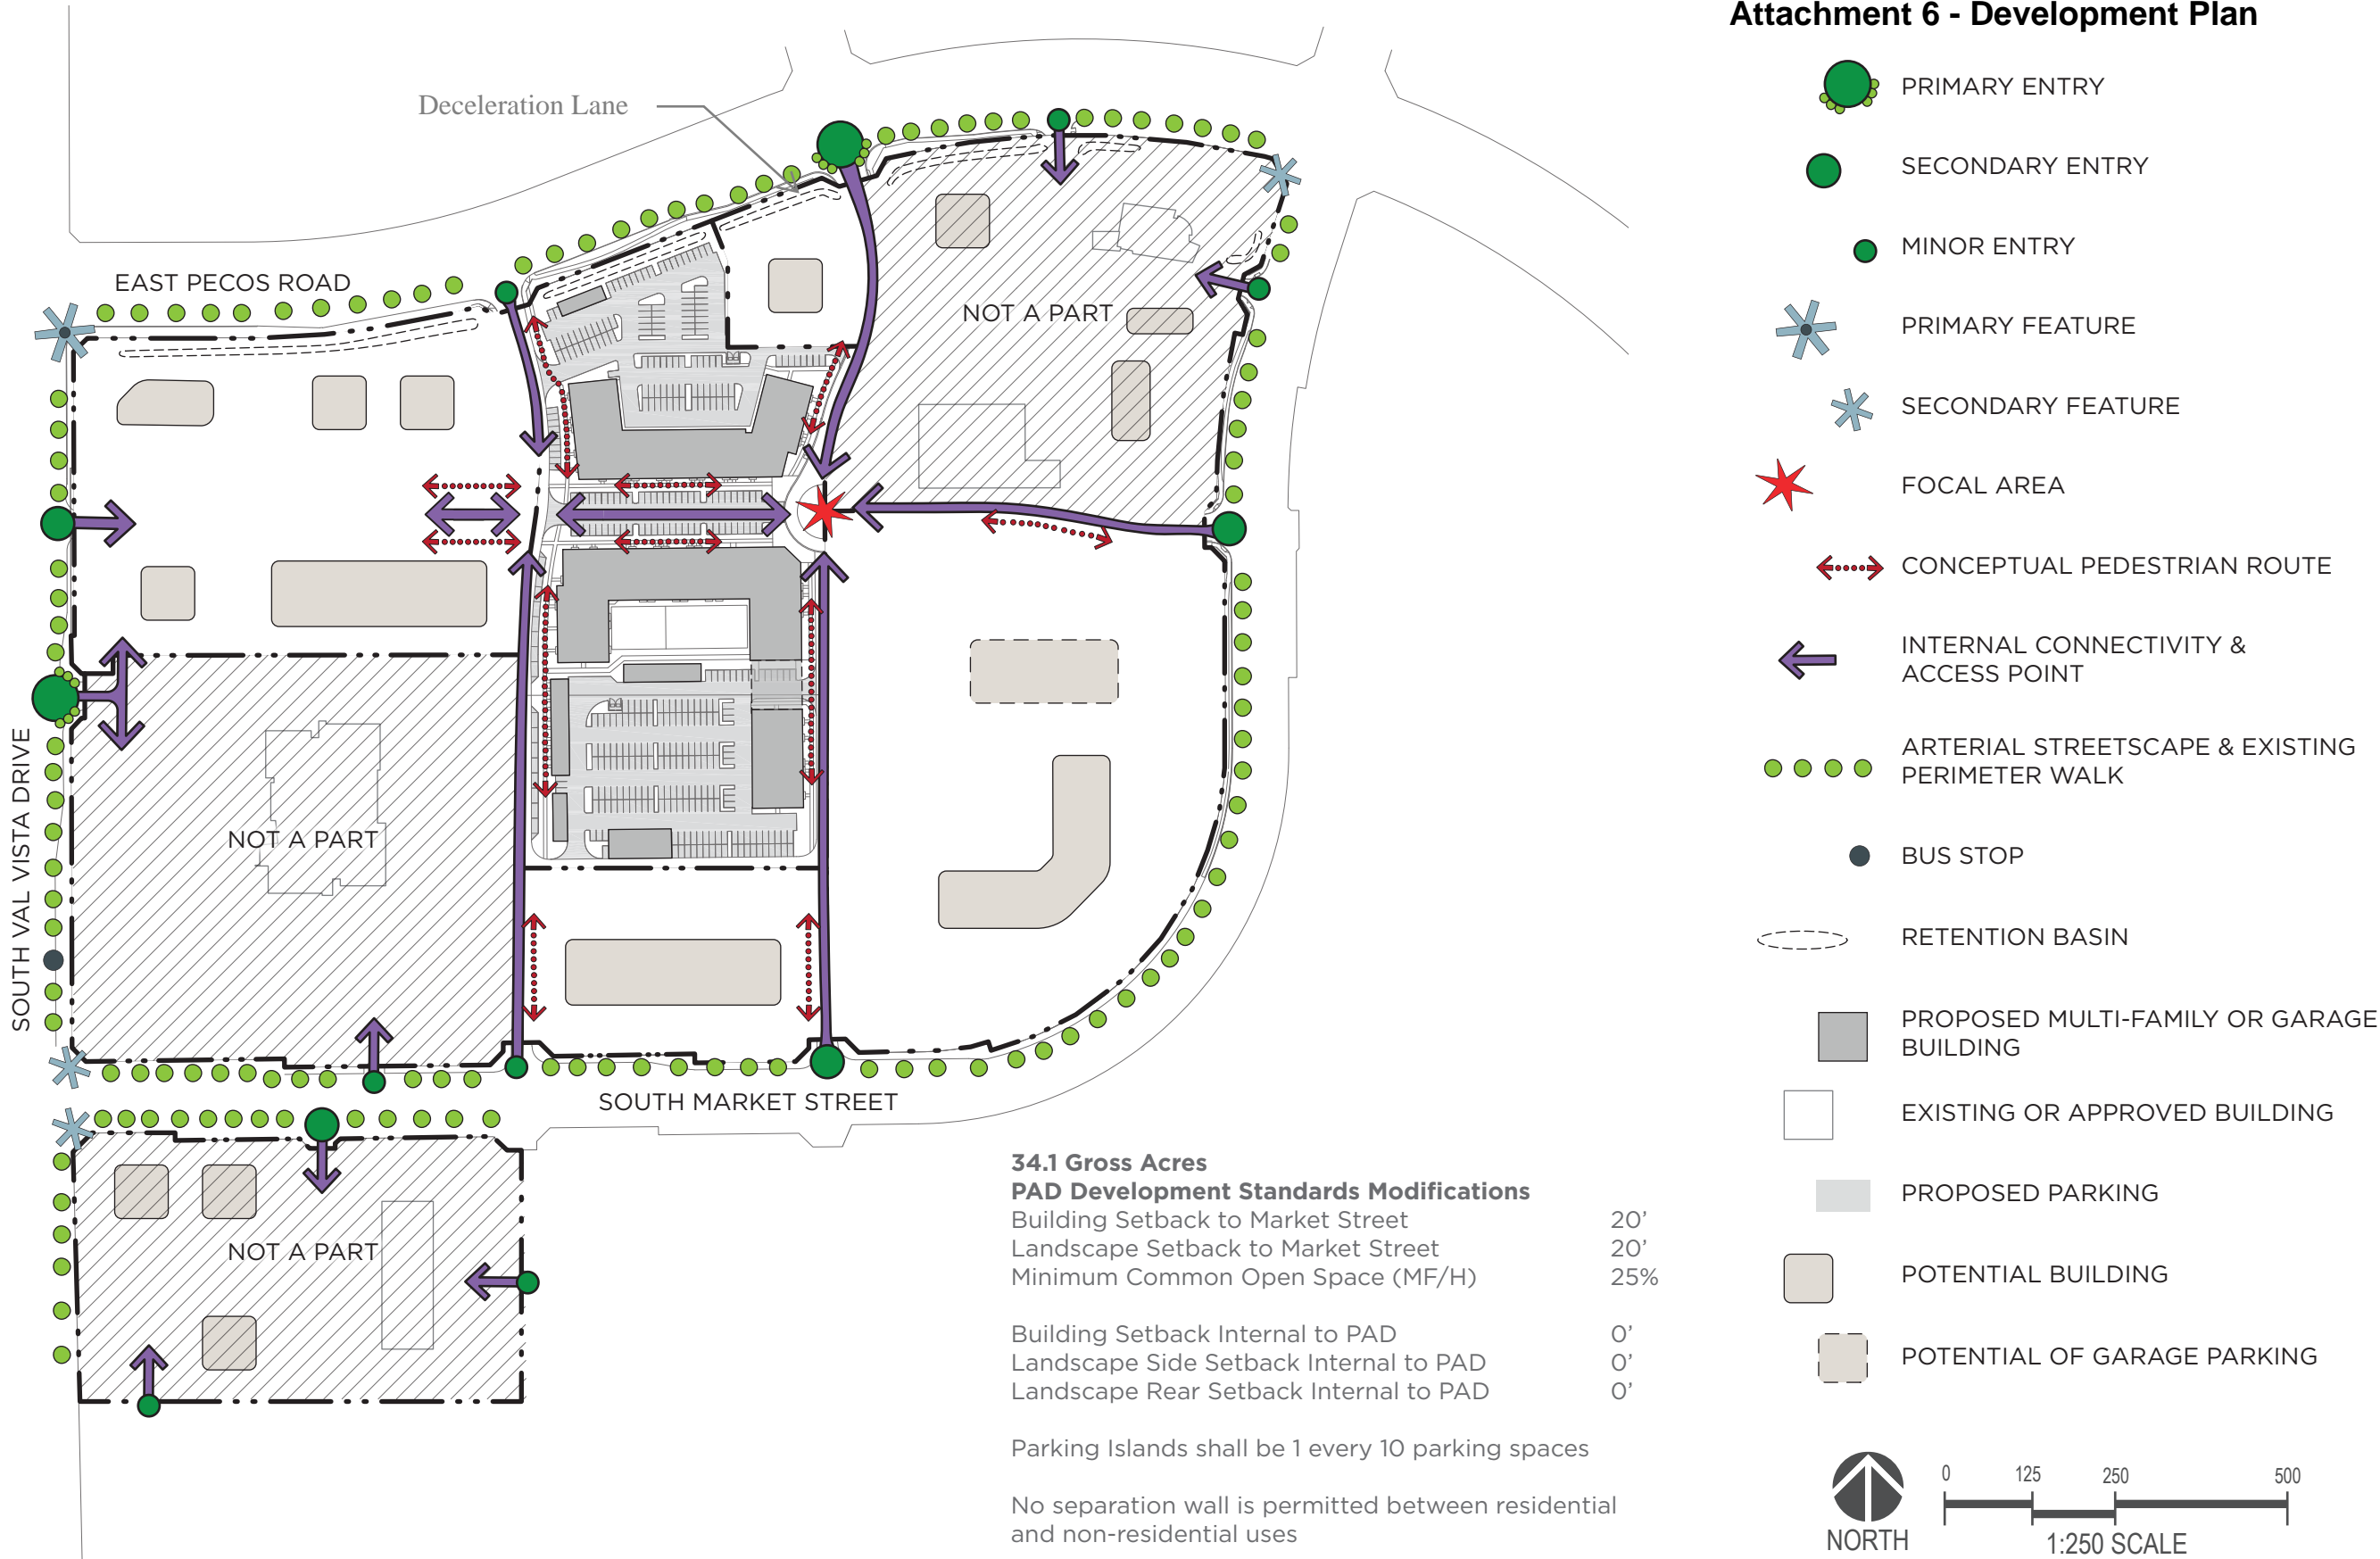 Attachment 6 - Development Plan
Deceleration Lane
EAST PECOS ROAD
NOT A PART
SOUTH VAL VISTA DRIVE
NOT A PART
SOUTH MARKET STREET
NOT A PART
PRIMARY ENTRY
SECONDARY ENTRY
MINOR ENTRY
PRIMARY FEATURE
SECONDARY FEATURE
FOCAL AREA
CONCEPTUAL PEDESTRIAN ROUTE
INTERNAL CONNECTIVITY &
ACCESS POINT
ARTERIAL STREETSCAPE & EXISTING
PERIMETER WALK
BUS STOP
RETENTION BASIN
PROPOSED MULTI-FAMILY OR GARAGE
BUILDING
EXISTING OR APPROVED BUILDING
PROPOSED PARKING
POTENTIAL BUILDING
POTENTIAL OF GARAGE PARKING
34.1 Gross Acres
PAD Development Standards Modifications
Building Setback to Market Street 20’
Landscape Setback to Market Street 20’
Minimum Common Open Space (MF/H) 25%
Building Setback Internal to PAD 0’
Landscape Side Setback Internal to PAD 0’
Landscape Rear Setback Internal to PAD 0’
Parking Islands shall be 1 every 10 parking spaces
No separation wall is permitted between residential
and non-residential uses
NORTH
0 125 250 500
1:250 SCALE